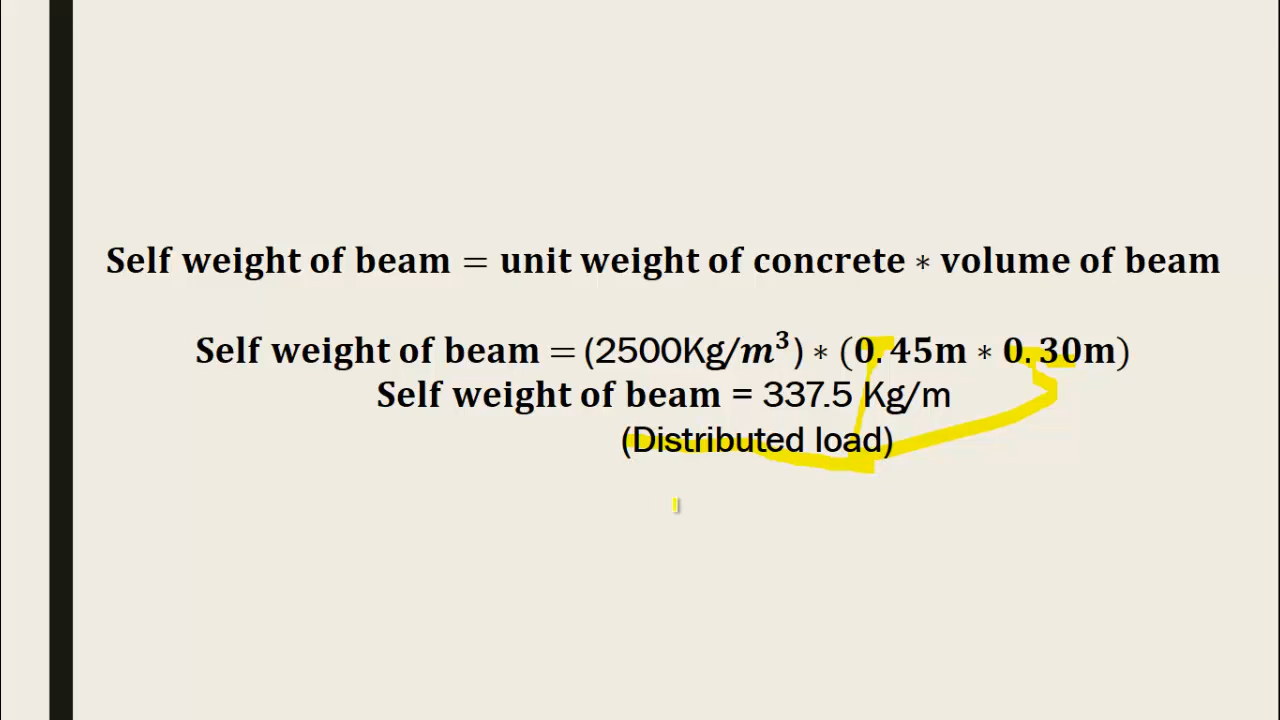 Self weight of beam = unit weight of concrete * volume of beam
Self weight of beam = (2500Kg/m³) * (0.45m * 0.30m)
Self weight of beam = 337.5 Kg/m
(Distributed load)